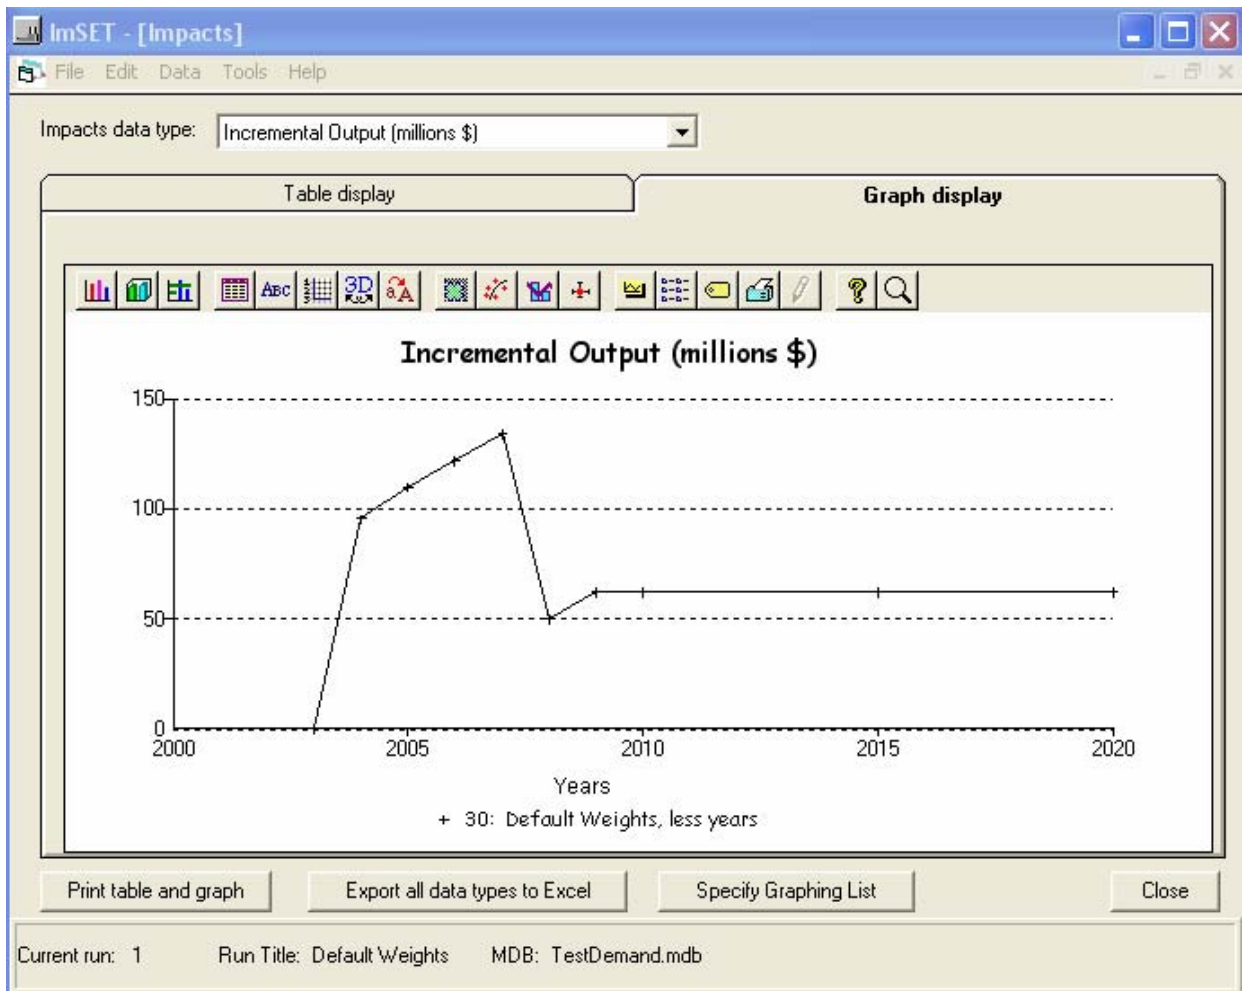 ImSET - [Impacts]
File Edit Data Tools Help
Impacts data type: Incremental Output (millions $)
Table display Graph display
ABC 3D aA ?
Incremental Output (millions $)
150
100
50
0
2000 2005 2010 2015 2020
Years
+ 30: Default Weights, less years
Print table and graph Export all data types to Excel Specify Graphing List Close
Current run: 1 Run Title: Default Weights MDB: TestDemand.mdb